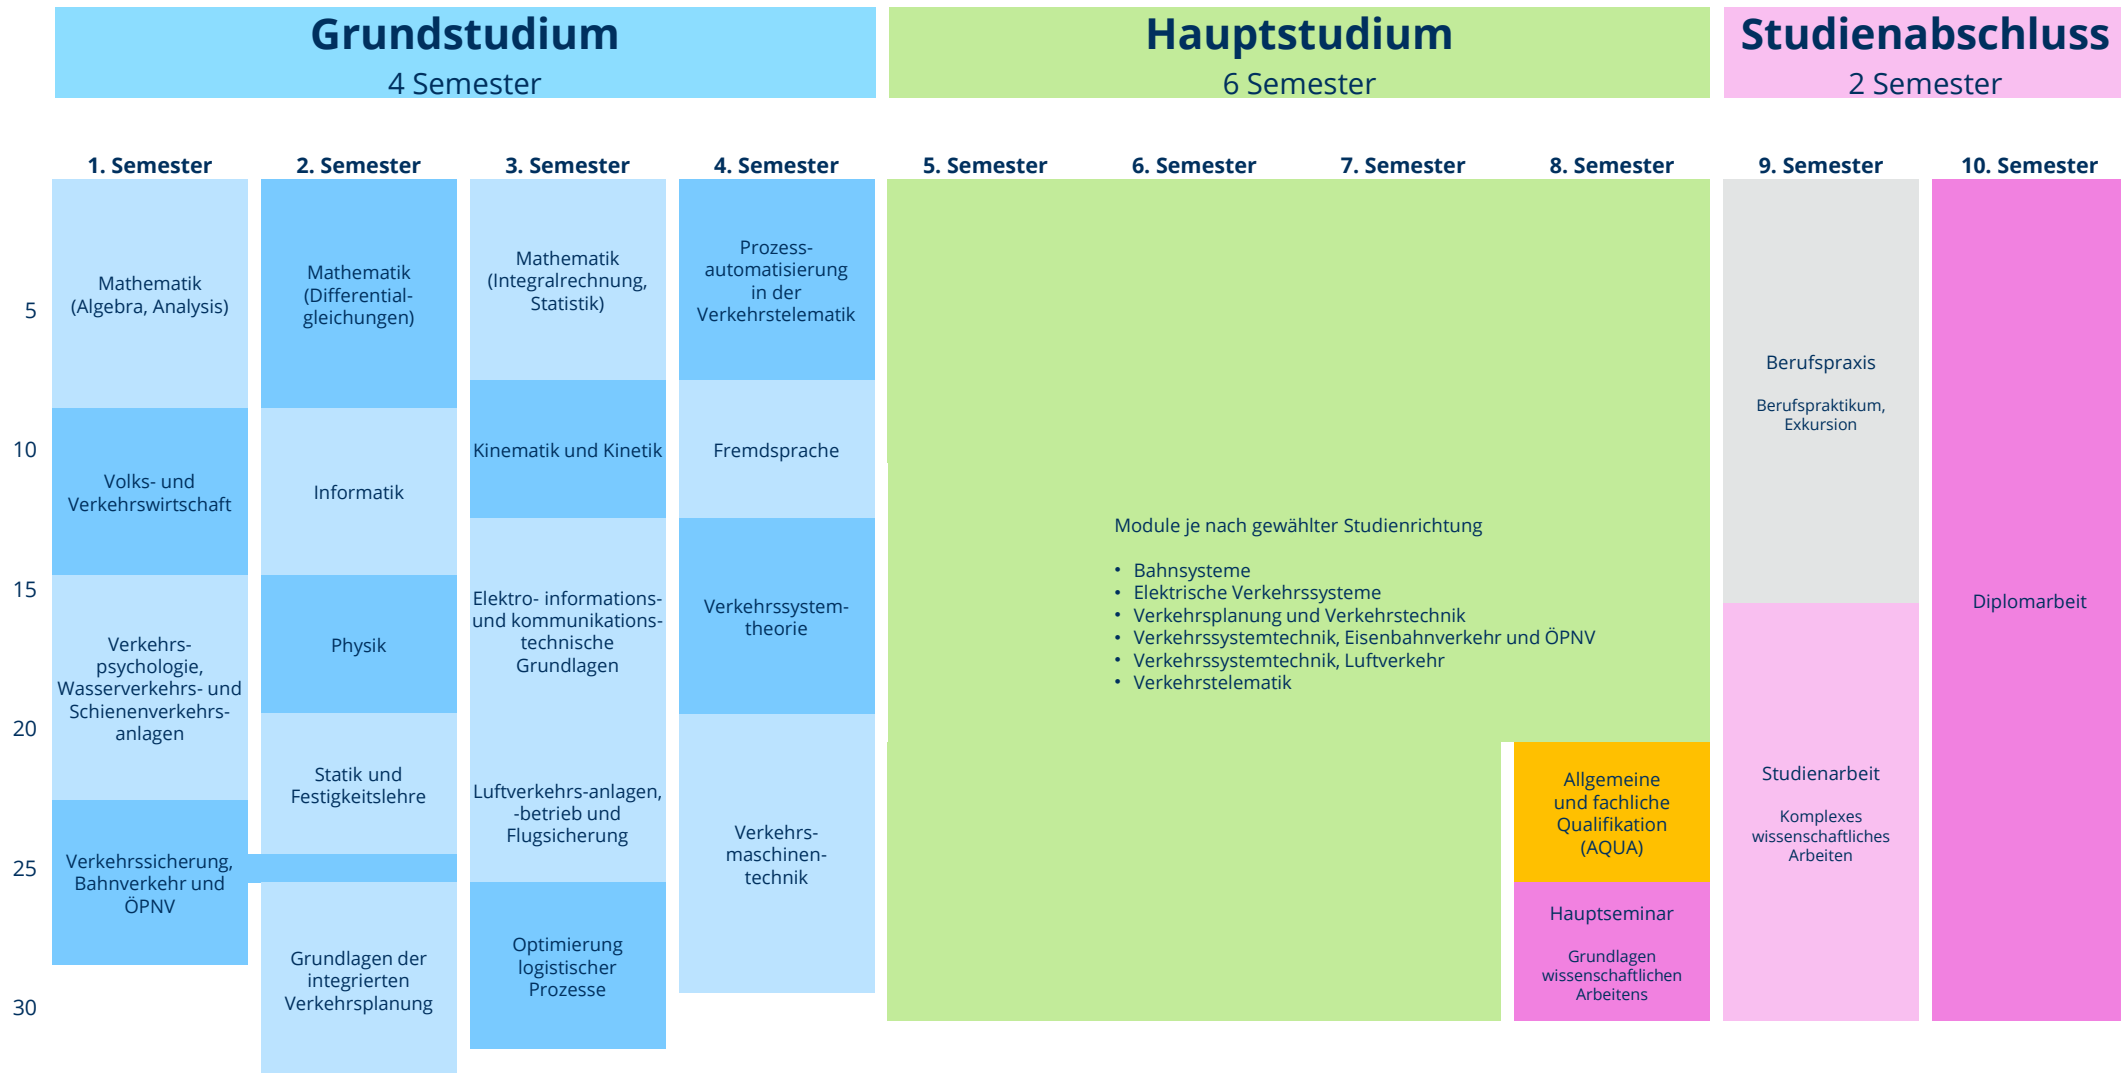 Grundstudium
4 Semester
Hauptstudium
6 Semester
Studienabschluss
2 Semester
1. Semester
2. Semester
3. Semester
4. Semester
5. Semester
6. Semester
7. Semester
8. Semester
9. Semester
10. Semester
5
10
15
20
25
30
Mathematik
(Algebra, Analysis)
Volks- und
Verkehrswirtschaft
Verkehrs-
psychologie,
Wasserverkehrs- und
Schienenverkehrs-
anlagen
Verkehrssicherung,
Bahnverkehr und
ÖPNV
Mathematik
(Differential-
gleichungen)
Informatik
Physik
Statik und
Festigkeitslehre
Grundlagen der
integrierten
Verkehrsplanung
Mathematik
(Integralrechnung,
Statistik)
Kinematik und Kinetik
Elektro- informations-
und kommunikations-
technische
Grundlagen
Luftverkehrs-anlagen,
-betrieb und
Flugsicherung
Optimierung
logistischer
Prozesse
Prozess-
automatisierung
in der
Verkehrstelematik
Fremdsprache
Verkehrssystem-
theorie
Verkehrs-
maschinen-
technik
Module je nach gewählter Studienrichtung
• Bahnsysteme
• Elektrische Verkehrssysteme
• Verkehrsplanung und Verkehrstechnik
• Verkehrssystemtechnik, Eisenbahnverkehr und ÖPNV
• Verkehrssystemtechnik, Luftverkehr
• Verkehrstelematik
Allgemeine
und fachliche
Qualifikation
(AQUA)
Hauptseminar
Grundlagen
wissenschaftlichen
Arbeitens
Berufspraxis
Berufspraktikum,
Exkursion
Studienarbeit
Komplexes
wissenschaftliches
Arbeiten
Diplomarbeit